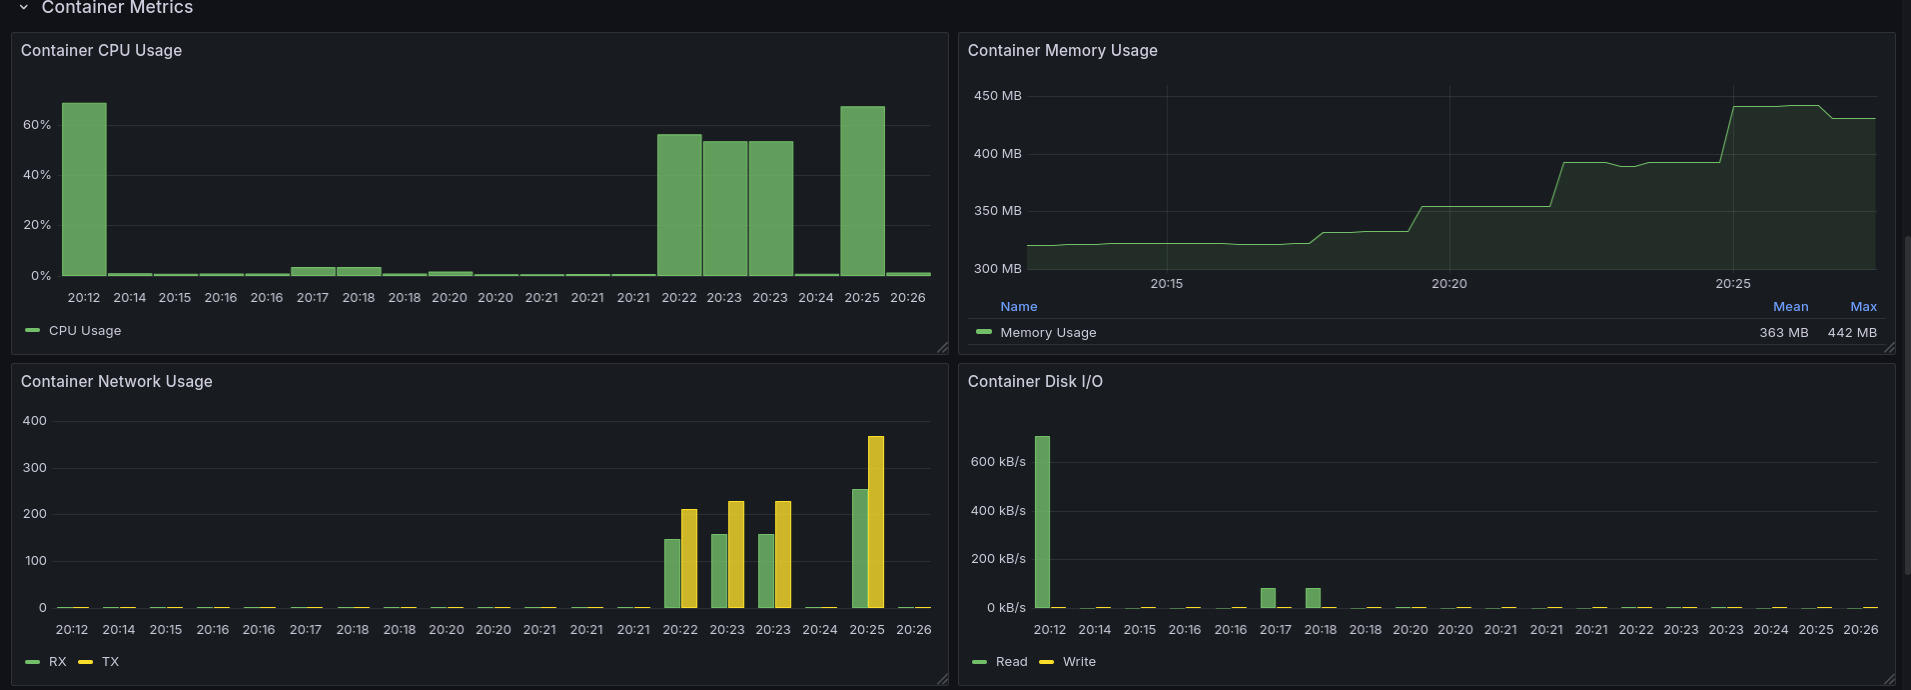 Container Metrics
Container CPU Usage
60%
40%
20%
0%
20:12 20:14 20:15 20:16 20:16 20:17 20:18 20:18 20:20 20:20 20:21 20:21 20:21 20:22 20:23 20:23 20:24 20:25 20:26
CPU Usage
Container Memory Usage
450 MB
400 MB
350 MB
300 MB
20:15 20:20 20:25
Name Mean Max
Memory Usage 363 MB 442 MB
Container Network Usage
400
300
200
100
0
20:12 20:14 20:15 20:16 20:16 20:17 20:18 20:18 20:20 20:20 20:21 20:21 20:21 20:22 20:23 20:23 20:24 20:25 20:26
RX TX
Container Disk I/O
600 kB/s
400 kB/s
200 kB/s
0 kB/s
20:12 20:14 20:15 20:16 20:16 20:17 20:18 20:18 20:20 20:20 20:21 20:21 20:21 20:22 20:23 20:23 20:24 20:25 20:26
Read Write